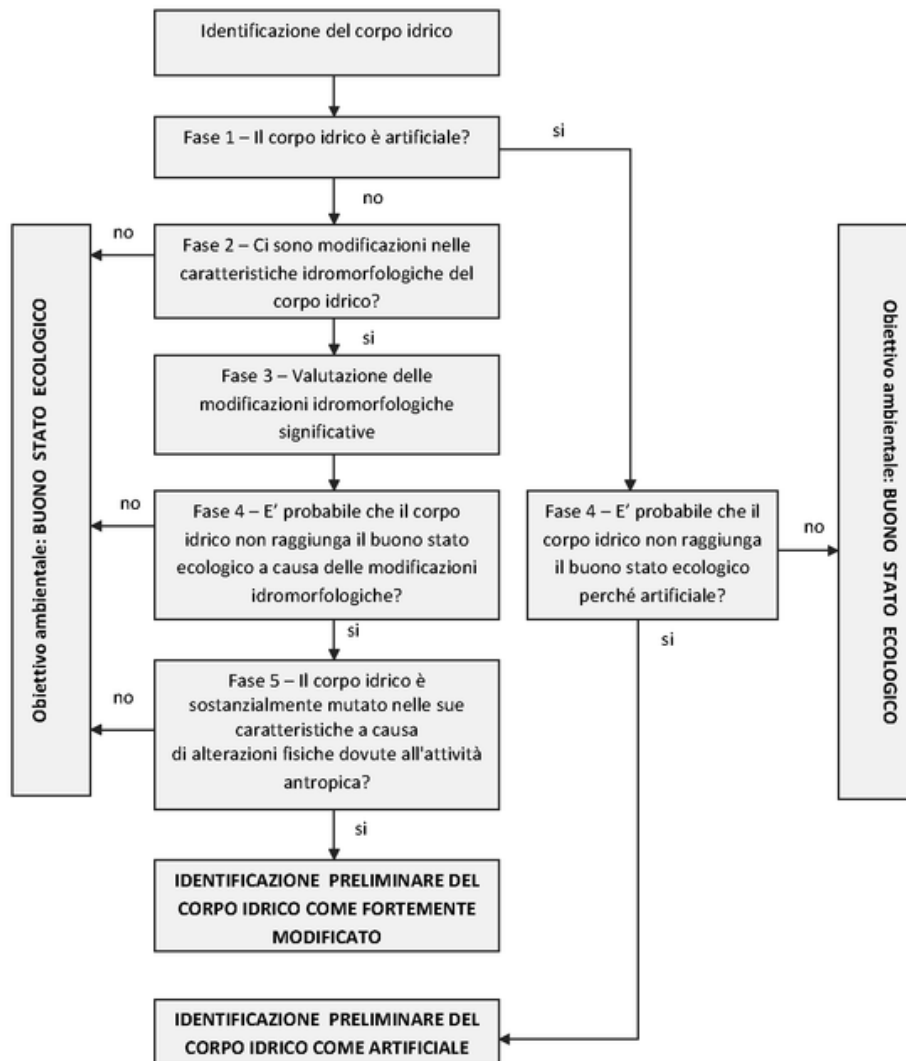 Identificazione del corpo idrico
Fase 1 – Il corpo idrico è artificiale?
si
no
no
Fase 2 – Ci sono modificazioni nelle
caratteristiche idromorfologiche del
corpo idrico?
si
Fase 3 – Valutazione delle
modificazioni idromorfologiche
significative
no
Fase 4 – E' probabile che il corpo
idrico non raggiunga il buono stato
ecologico a causa delle modificazioni
idromorfologiche?
si
Fase 4 – E' probabile che il
corpo idrico non raggiunga
il buono stato ecologico
perché artificiale?
no
si
no
Fase 5 – Il corpo idrico è
sostanzialmente mutato nelle sue
caratteristiche a causa
di alterazioni fisiche dovute all'attività
antropica?
si
Obiettivo ambientale: BUONO STATO ECOLOGICO
Obiettivo ambientale: BUONO STATO ECOLOGICO
IDENTIFICAZIONE PRELIMINARE DEL
CORPO IDRICO COME FORTEMENTE
MODIFICATO
IDENTIFICAZIONE PRELIMINARE DEL
CORPO IDRICO COME ARTIFICIALE